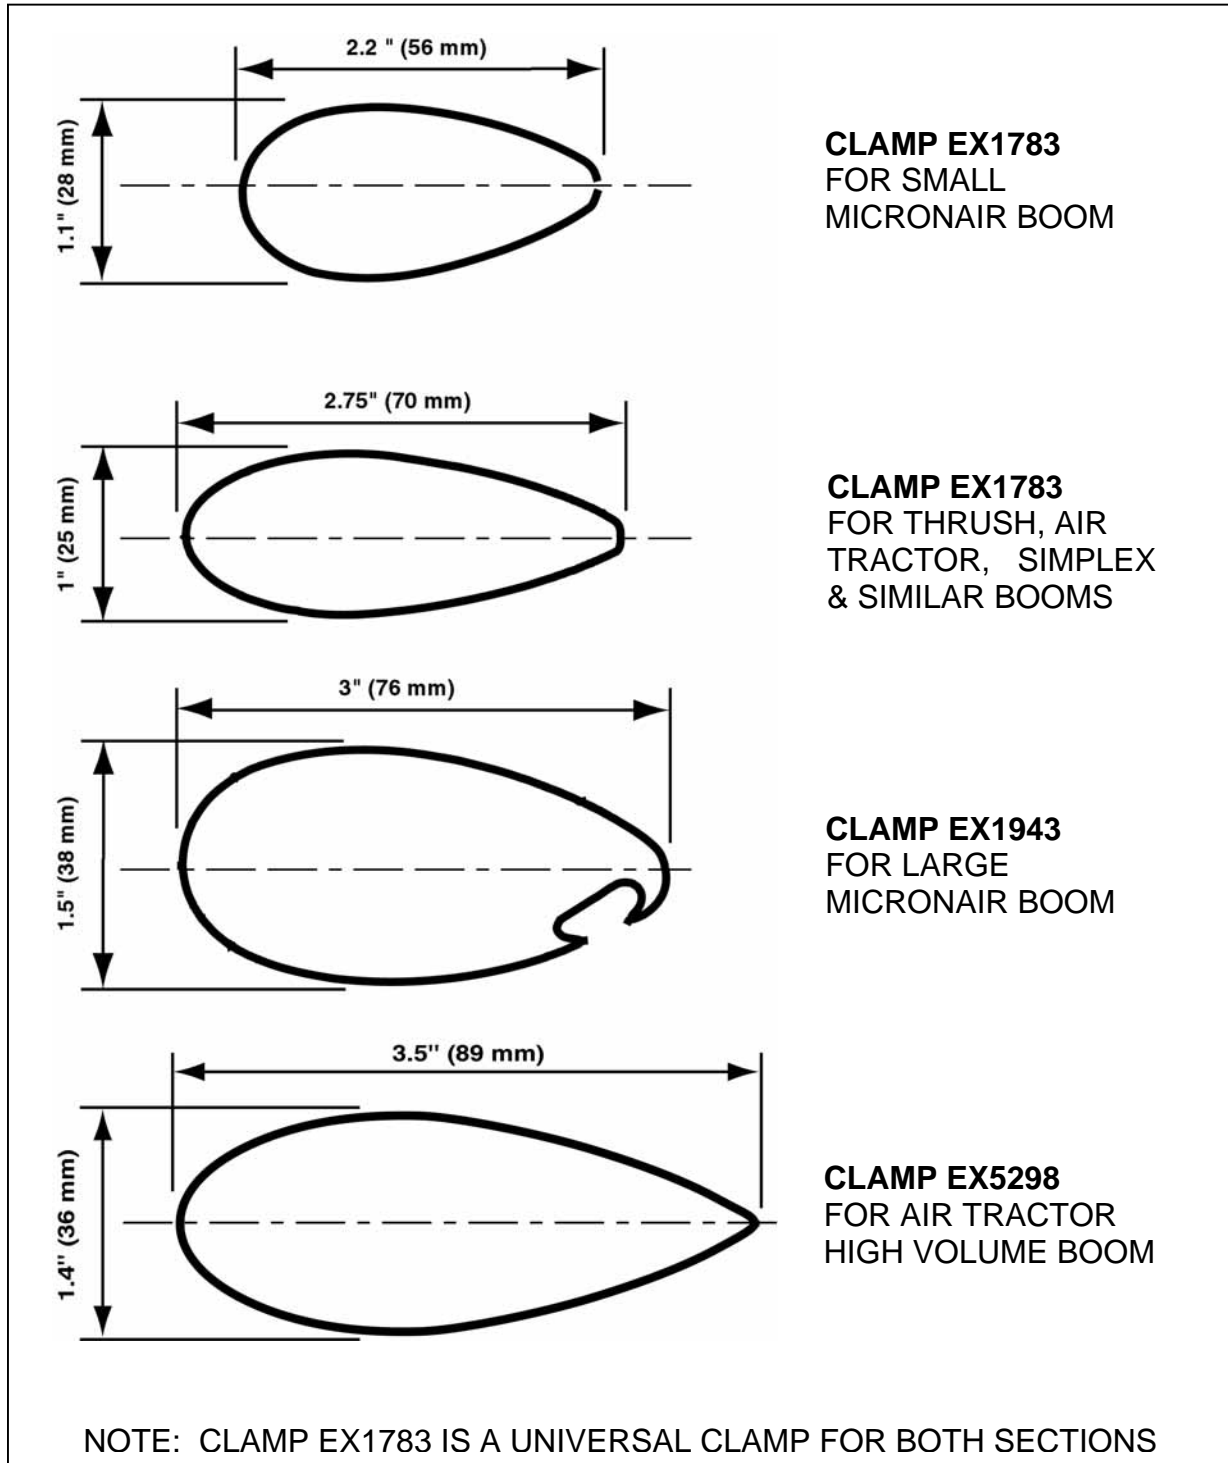 2.2 " (56 mm)
1.1" (28 mm)
CLAMP EX1783
FOR SMALL
MICRONAIR BOOM
2.75" (70 mm)
1" (25 mm)
CLAMP EX1783
FOR THRUSH, AIR
TRACTOR, SIMPLEX
& SIMILAR BOOMS
3" (76 mm)
1.5" (38 mm)
CLAMP EX1943
FOR LARGE
MICRONAIR BOOM
3.5" (89 mm)
1.4" (36 mm)
CLAMP EX5298
FOR AIR TRACTOR
HIGH VOLUME BOOM
NOTE: CLAMP EX1783 IS A UNIVERSAL CLAMP FOR BOTH SECTIONS